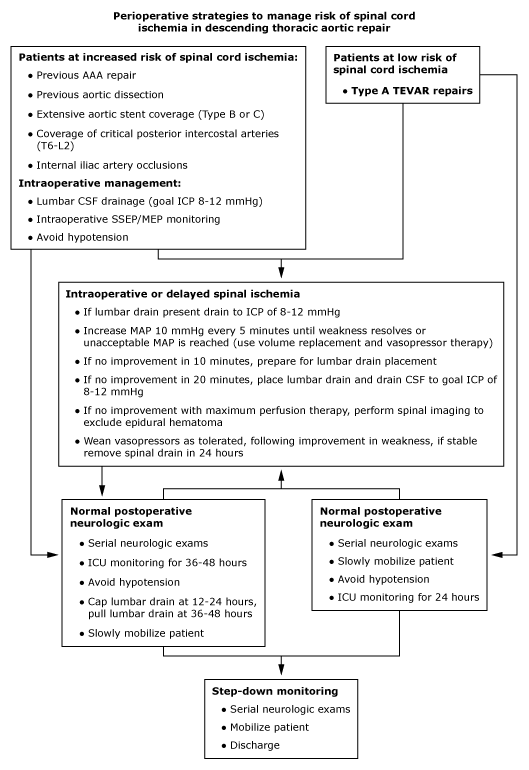 Perioperative strategies to manage risk of spinal cord
ischemia in descending thoracic aortic repair
Patients at increased risk of spinal cord ischemia:
● Previous AAA repair
● Previous aortic dissection
● Extensive aortic stent coverage (Type B or C)
● Coverage of critical posterior intercostal arteries
(T6-L2)
● Internal iliac artery occlusions
Intraoperative management:
● Lumbar CSF drainage (goal ICP 8-12 mmHg)
● Intraoperative SSEP/MEP monitoring
● Avoid hypotension
Patients at low risk of
spinal cord ischemia
● Type A TEVAR repairs
Intraoperative or delayed spinal ischemia
● If lumbar drain present drain to ICP of 8-12 mmHg
● Increase MAP 10 mmHg every 5 minutes until weakness resolves or
unacceptable MAP is reached (use volume replacement and vasopressor therapy)
● If no improvement in 10 minutes, prepare for lumbar drain placement
● If no improvement in 20 minutes, place lumbar drain and drain CSF to goal ICP of
8-12 mmHg
● If no improvement with maximum perfusion therapy, perform spinal imaging to
exclude epidural hematoma
● Wean vasopressors as tolerated, following improvement in weakness, if stable
remove spinal drain in 24 hours
Normal postoperative
neurologic exam
● Serial neurologic exams
● ICU monitoring for 36-48 hours
● Avoid hypotension
● Cap lumbar drain at 12-24 hours,
pull lumbar drain at 36-48 hours
● Slowly mobilize patient
Normal postoperative
neurologic exam
● Serial neurologic exams
● Slowly mobilize patient
● Avoid hypotension
● ICU monitoring for 24 hours
Step-down monitoring
● Serial neurologic exams
● Mobilize patient
● Discharge